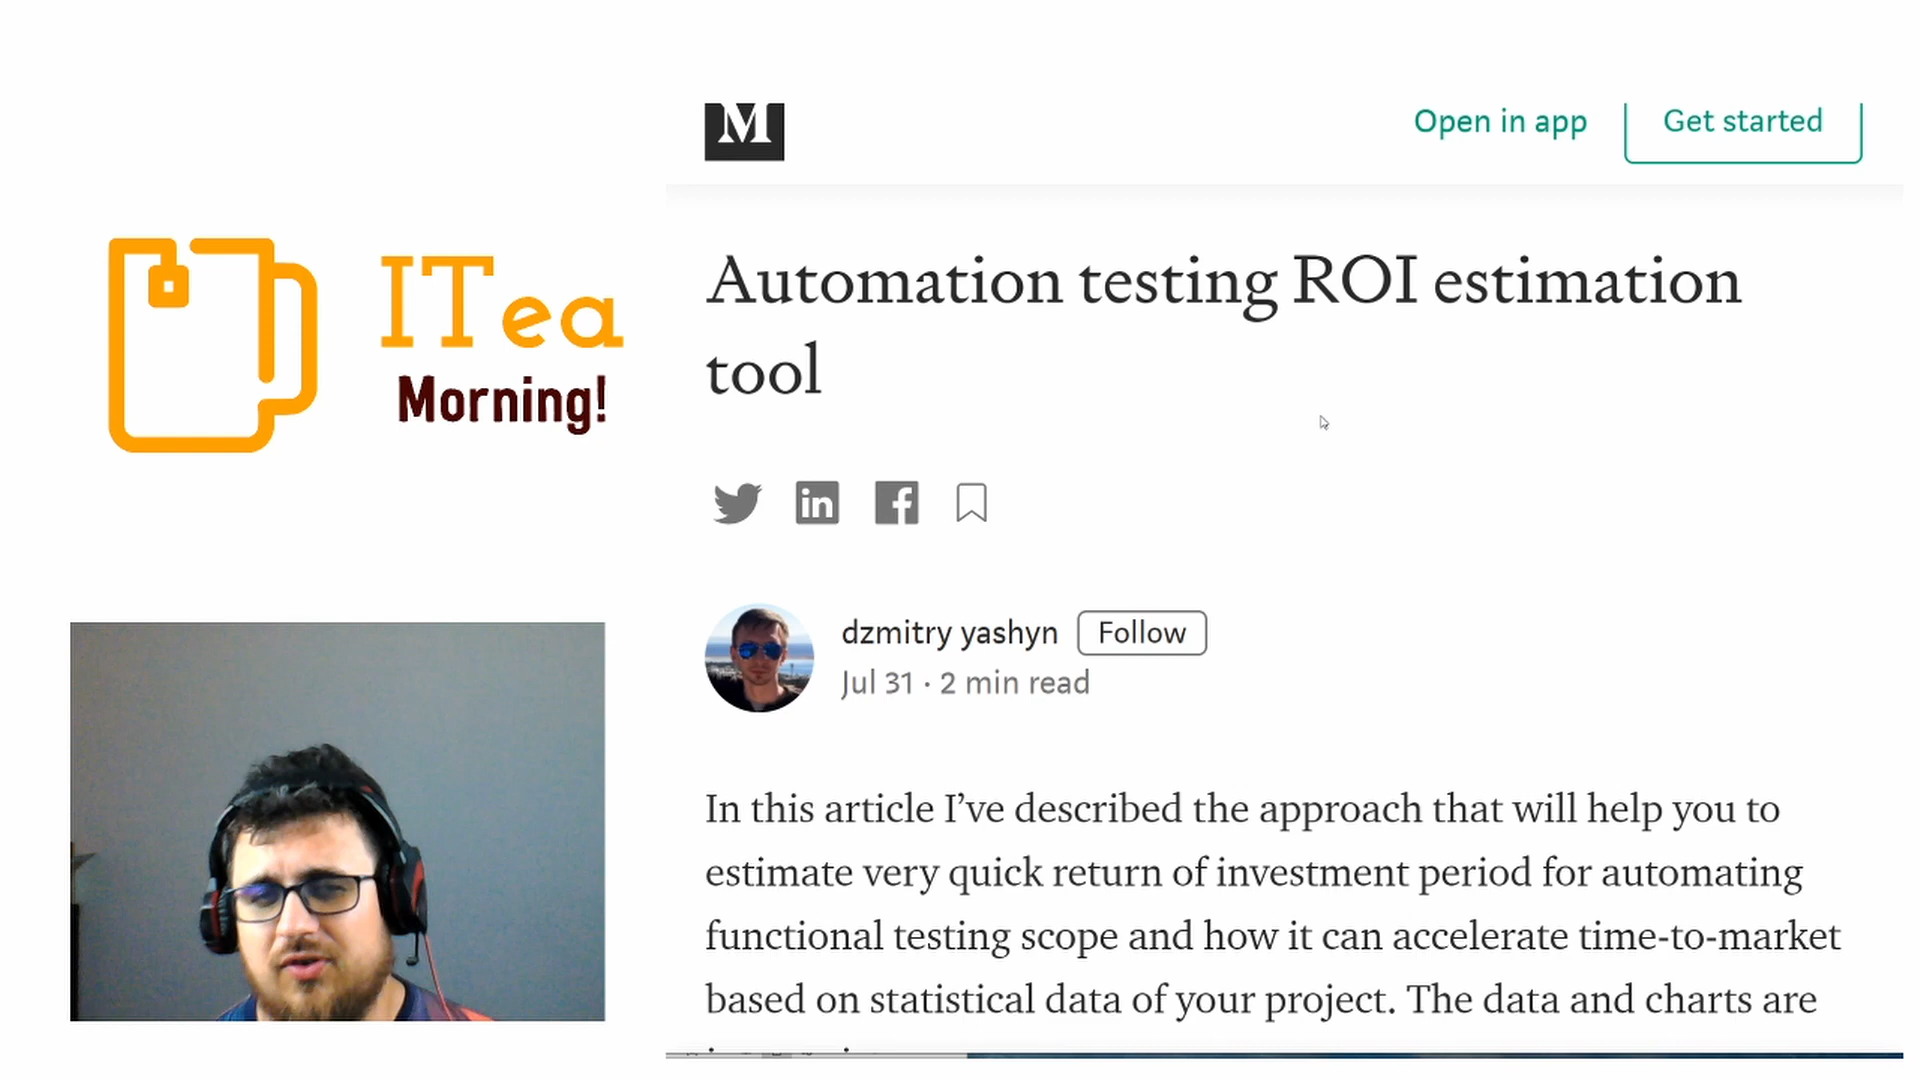 M
Open in app
Get started
ITea
Morning!
Automation testing ROI estimation
tool
in
f
dzmitry yashyn
Follow
Jul 31 · 2 min read
In this article I’ve described the approach that will help you to
estimate very quick return of investment period for automating
functional testing scope and how it can accelerate time-to-market
based on statistical data of your project. The data and charts are